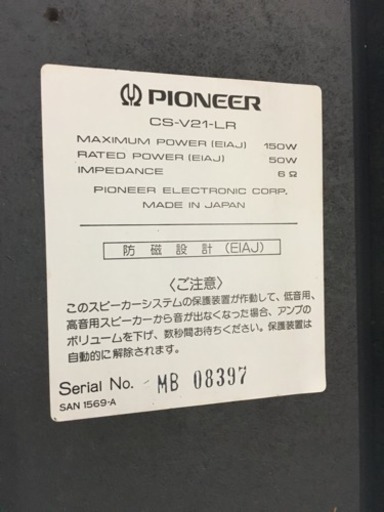 PIONEER
CS-V21-LR
MAXIMUM POWER (EIAJ) 150W
RATED POWER (EIAJ) 50W
IMPEDANCE 6 Ω
PIONEER ELECTRONIC CORP.
MADE IN JAPAN
防磁設計 (EIAJ)
〈ご注意〉
このスピーカーシステムの保護装置が作動して、低音用、
高音用スピーカーから音が出なくなった場合、アンプの
ボリュームを下げ、数秒間お待ちください。保護装置は
自動的に解除されます。
Serial No. MB 08397
SAN 1569-A